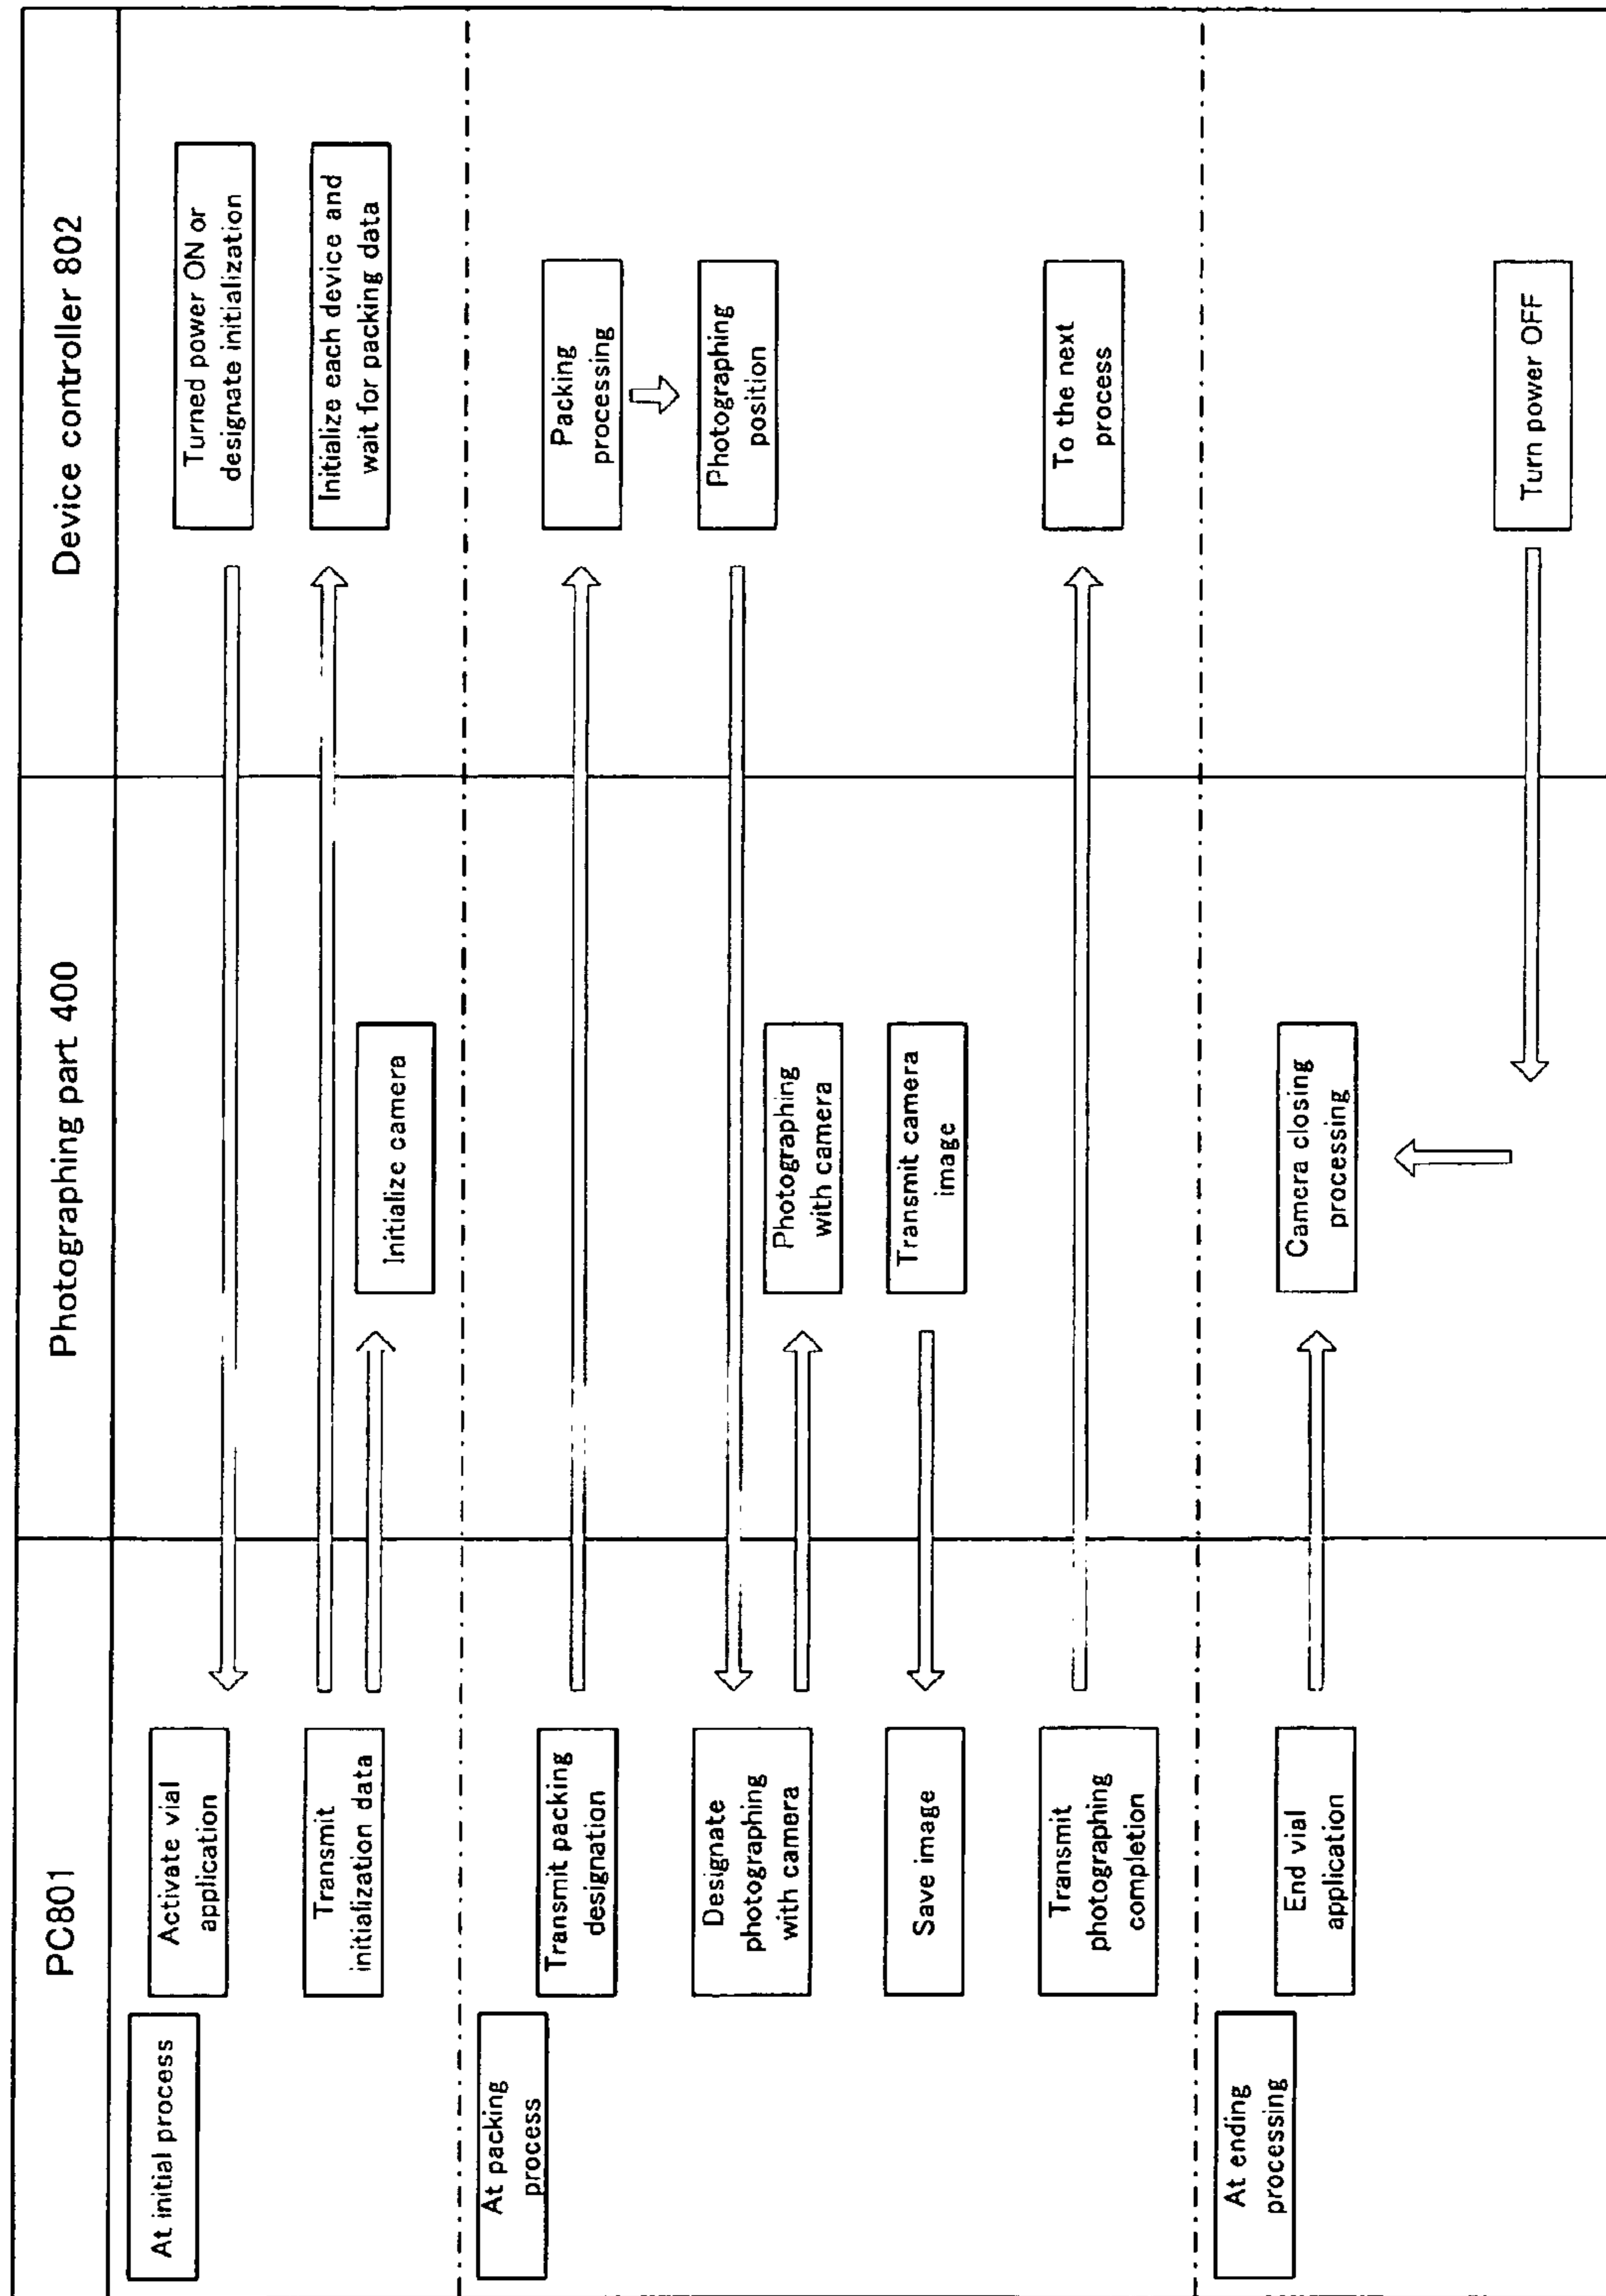 PC801
Photographing part 400
Device controller 802
At initial process
Activate vial
application
Turned power ON or
designate initialization
Transmit
initialization data
Initialize each device and
wait for packing data
Initialize camera
At packing
process
Transmit packing
designation
Packing
processing
Designate
photographing
with camera
Photographing
position
Photographing
with camera
Save image
Transmit camera
image
Transmit
photographing
completion
To the next
process
At ending
processing
End vial
application
Camera closing
processing
Turn power OFF